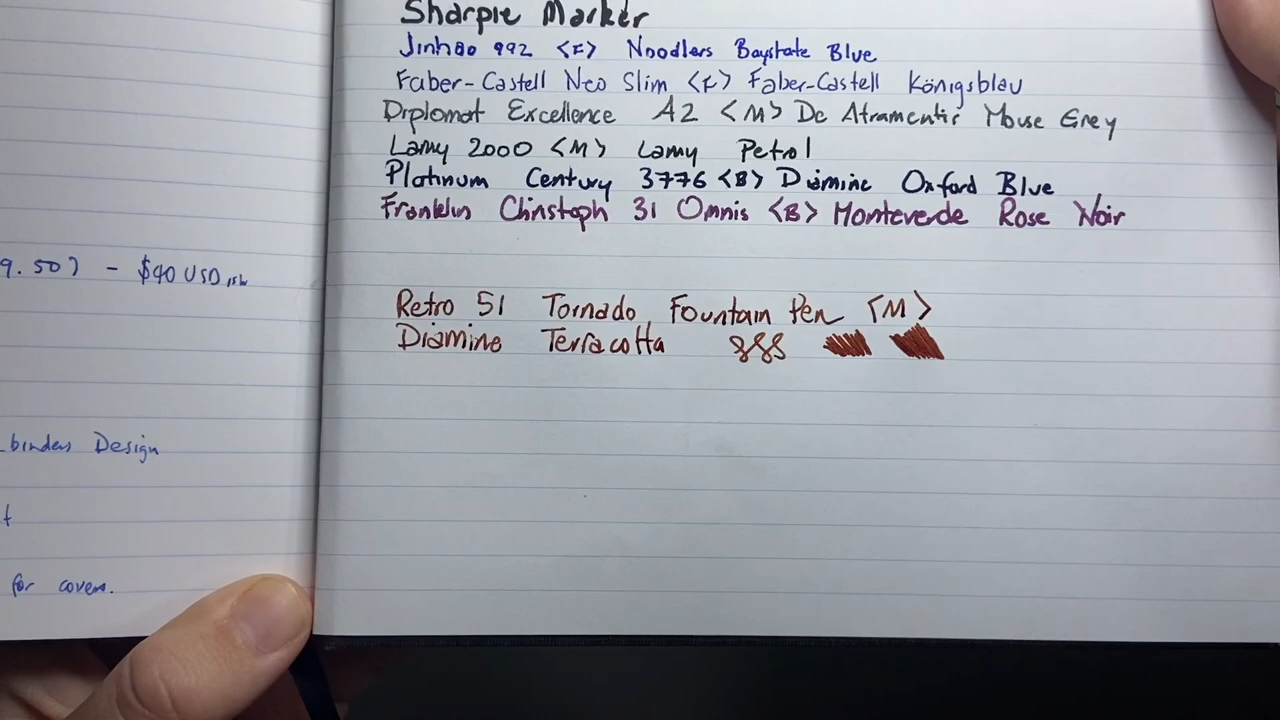 9.50) - $40 USD
binders Design
t
for covers.
Sharpie Marker
Jinhao 992 <F> Noodlers Baystate Blue
Faber-Castell Neo Slim <F> Faber-Castell Königsblau
Diplomat Excellence A2 <M> De Atramentis Mouse Grey
Lamy 2000 <M> Lamy Petrol
Platinum Century 3776 <B> Diamine Oxford Blue
Franklin Christoph 31 Omnis <B> Monteverde Rose Noir
Retro 51 Tornado Fountain Pen <M>
Diamine Terracotta